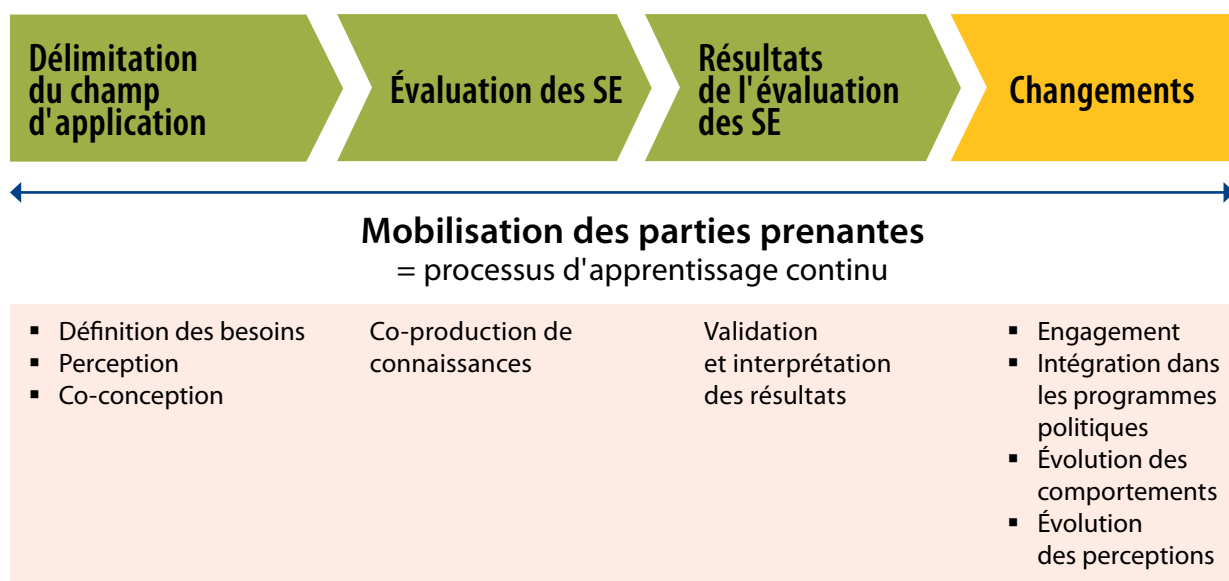 Délimitation
du champ
d'application
Évaluation des SE
Résultats
de l'évaluation
des SE
Changements
Mobilisation des parties prenantes
= processus d'apprentissage continu
▪ Définition des besoins
▪ Perception
▪ Co-conception
Co-production de
connaissances
Validation
et interprétation
des résultats
▪ Engagement
▪ Intégration dans
les programmes
politiques
▪ Évolution des
comportements
▪ Évolution
des perceptions